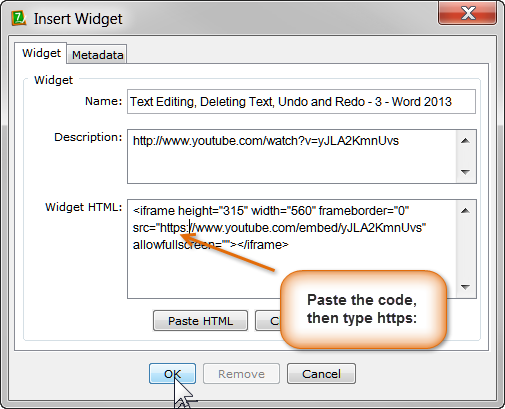 Insert Widget
Widget Metadata
Widget
Name: Text Editing, Deleting Text, Undo and Redo - 3 - Word 2013
Description: http://www.youtube.com/watch?v=yJLA2KmnUvs
Widget HTML: <iframe height="315" width="560" frameborder="0"
src="https://www.youtube.com/embed/yJLA2KmnUvs"
allowfullscreen=""></iframe>
Paste the code,
then type https:
Paste HTML
OK Remove Cancel